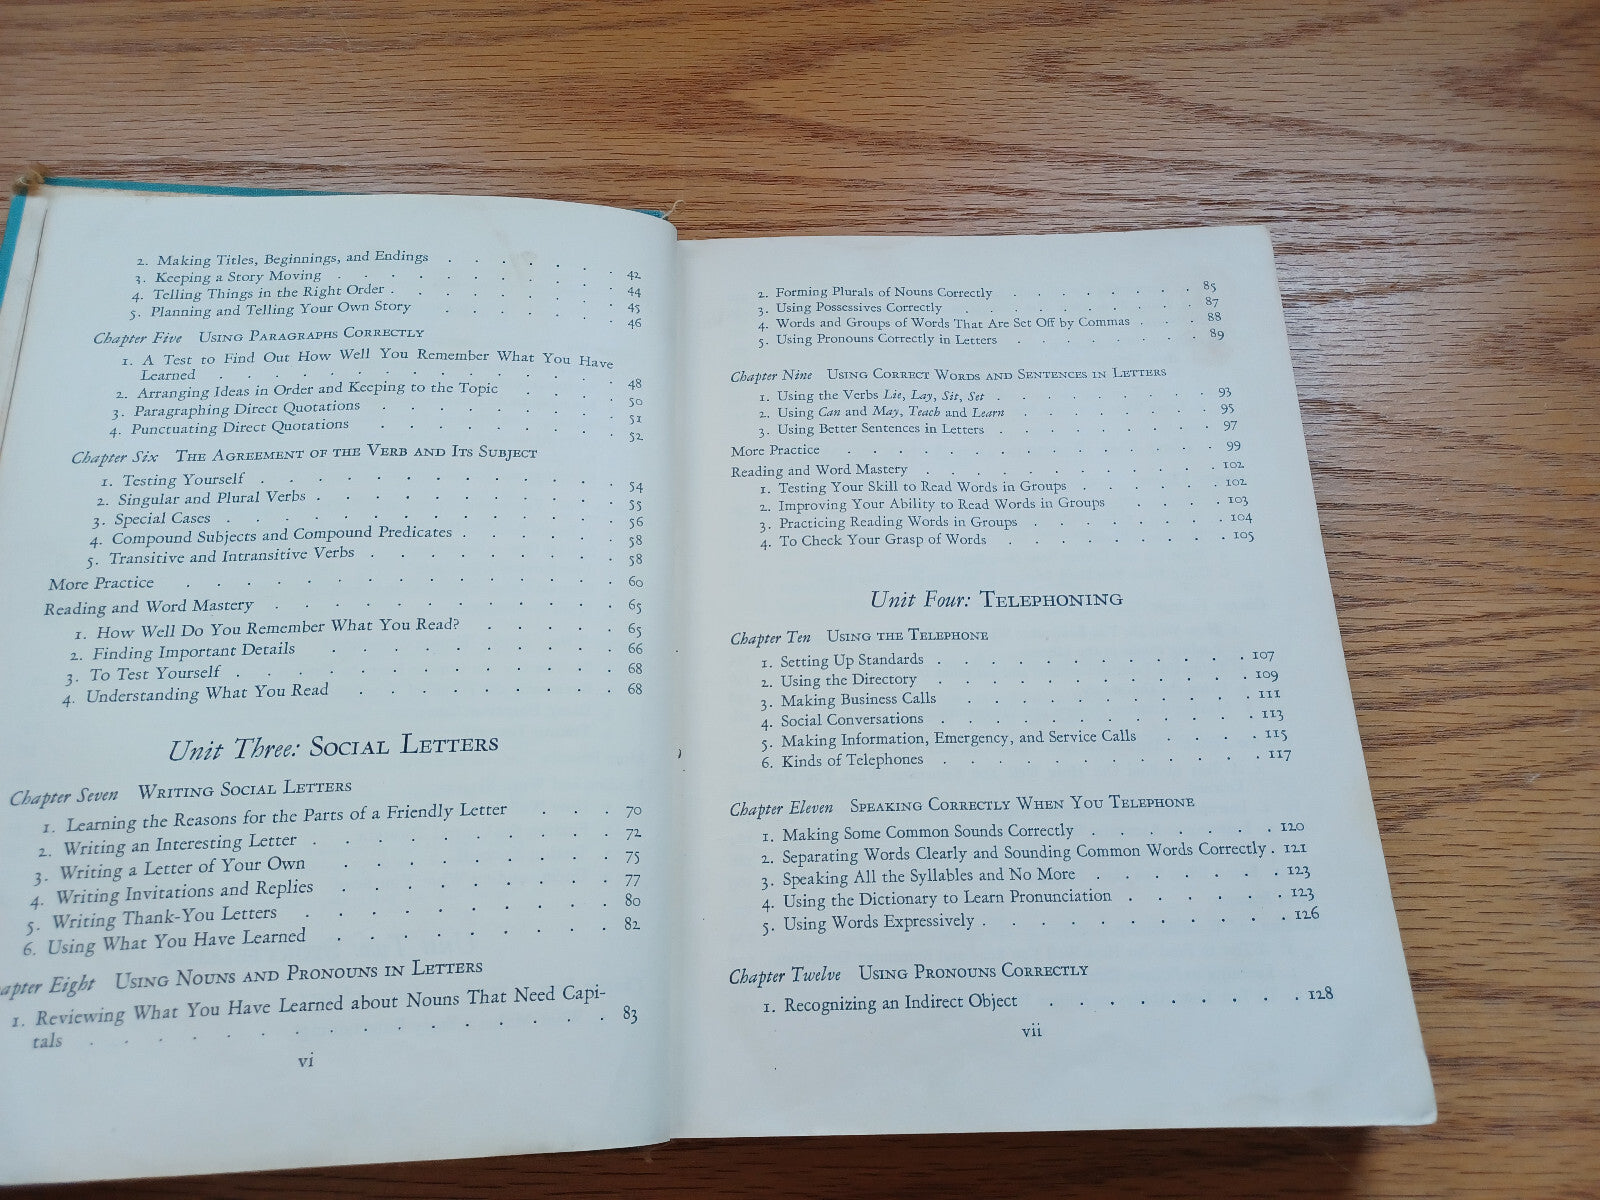 2. Making Titles, Beginnings, and Endings . . . . . . 42
3. Keeping a Story Moving . . . . . . . . 44
4. Telling Things in the Right Order . . . . . . . 45
5. Planning and Telling Your Own Story . . . . . . 46
Chapter Five USING PARAGRAPHS CORRECTLY
1. A Test to Find Out How Well You Remember What You Have
Learned . . . . . . . . . . . . 48
2. Arranging Ideas in Order and Keeping to the Topic . . . . 50
3. Paragraphing Direct Quotations . . . . . . . 51
4. Punctuating Direct Quotations . . . . . . . 52
Chapter Six THE AGREEMENT OF THE VERB AND ITS SUBJECT
1. Testing Yourself . . . . . . . . . . 54
2. Singular and Plural Verbs . . . . . . . . 55
3. Special Cases . . . . . . . . . . . 56
4. Compound Subjects and Compound Predicates . . . . . 58
5. Transitive and Intransitive Verbs . . . . . . . 58
More Practice . . . . . . . . . . . 60
Reading and Word Mastery . . . . . . . . . 65
1. How Well Do You Remember What You Read? . . . . . 65
2. Finding Important Details . . . . . . . . 66
3. To Test Yourself . . . . . . . . . . 68
4. Understanding What You Read . . . . . . . 68
Unit Three: SOCIAL LETTERS
Chapter Seven WRITING SOCIAL LETTERS
1. Learning the Reasons for the Parts of a Friendly Letter . . . 70
2. Writing an Interesting Letter . . . . . . . . 72
3. Writing a Letter of Your Own . . . . . . . 75
4. Writing Invitations and Replies . . . . . . . 77
5. Writing Thank-You Letters . . . . . . . . 80
6. Using What You Have Learned . . . . . . . 82
apter Eight USING NOUNS AND PRONOUNS IN LETTERS
1. Reviewing What You Have Learned about Nouns That Need Capi-
tals . . . . . . . . . . . . 83
vi
2. Forming Plurals of Nouns Correctly . . . . . . . 85
3. Using Possessives Correctly . . . . . . . . 87
4. Words and Groups of Words That Are Set Off by Commas . . . 88
5. Using Pronouns Correctly in Letters . . . . . . . 89
Chapter Nine USING CORRECT WORDS AND SENTENCES IN LETTERS
1. Using the Verbs Lie, Lay, Sit, Set . . . . . . . 93
2. Using Can and May, Teach and Learn . . . . . . 95
3. Using Better Sentences in Letters . . . . . . . 97
More Practice . . . . . . . . . . . 99
Reading and Word Mastery . . . . . . . . . 102
1. Testing Your Skill to Read Words in Groups . . . . . 102
2. Improving Your Ability to Read Words in Groups . . . . 103
3. Practicing Reading Words in Groups . . . . . . 104
4. To Check Your Grasp of Words . . . . . . . 105
Unit Four: TELEPHONING
Chapter Ten USING THE TELEPHONE
1. Setting Up Standards . . . . . . . . . . 107
2. Using the Directory . . . . . . . . . . 109
3. Making Business Calls . . . . . . . . . 111
4. Social Conversations . . . . . . . . . . 113
5. Making Information, Emergency, and Service Calls . . . . 115
6. Kinds of Telephones . . . . . . . . . . 117
Chapter Eleven SPEAKING CORRECTLY WHEN YOU TELEPHONE
1. Making Some Common Sounds Correctly . . . . . . 120
2. Separating Words Clearly and Sounding Common Words Correctly . 121
3. Speaking All the Syllables and No More . . . . . . 123
4. Using the Dictionary to Learn Pronunciation . . . . . 123
5. Using Words Expressively . . . . . . . . . 126
Chapter Twelve USING PRONOUNS CORRECTLY
1. Recognizing an Indirect Object . . . . . . . . 128
vii